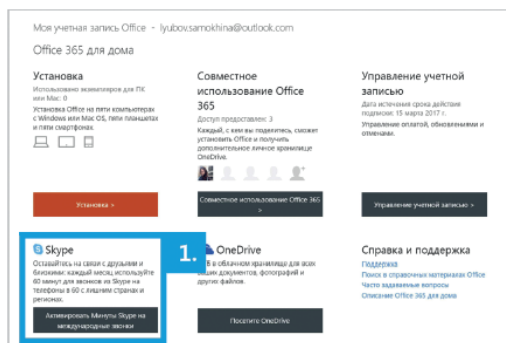 Моя учетная запись Office - lyubov.samokhina@outlook.com
Office 365 для дома
Установка
Использовано экземпляров для ПК
или Mac: 0
Установка Office на пяти компьютерах
с Windows или Mac OS, пяти планшетах
и пяти смартфонах.
Установка >
Совместное
использование Office
365
Доступ предоставлен: 3
Каждый, с кем вы поделитесь, сможет
установить Office и получить
дополнительное личное хранилище
OneDrive.
Совместное использование Office 365
>
Управление учетной
записью
Дата истечения срока действия
подписки: 15 марта 2017 г.
Управление оплатой, обновлениями и
отменами.
Управление учетной записью >
Skype
Оставайтесь на связи с друзьями и
близкими: каждый месяц используйте
60 минут для звонков из Skype на
телефоны в 60 с лишним странах и
регионах.
Активировать Минуты Skype на
международные звонки
1.
OneDrive
в облачном хранилище для всех
ваших документов, фотографий и
других файлов.
Посетите OneDrive
Справка и поддержка
Поддержка
Поиск в справочных материалах Office
Часто задаваемые вопросы
Описание Office 365 для дома